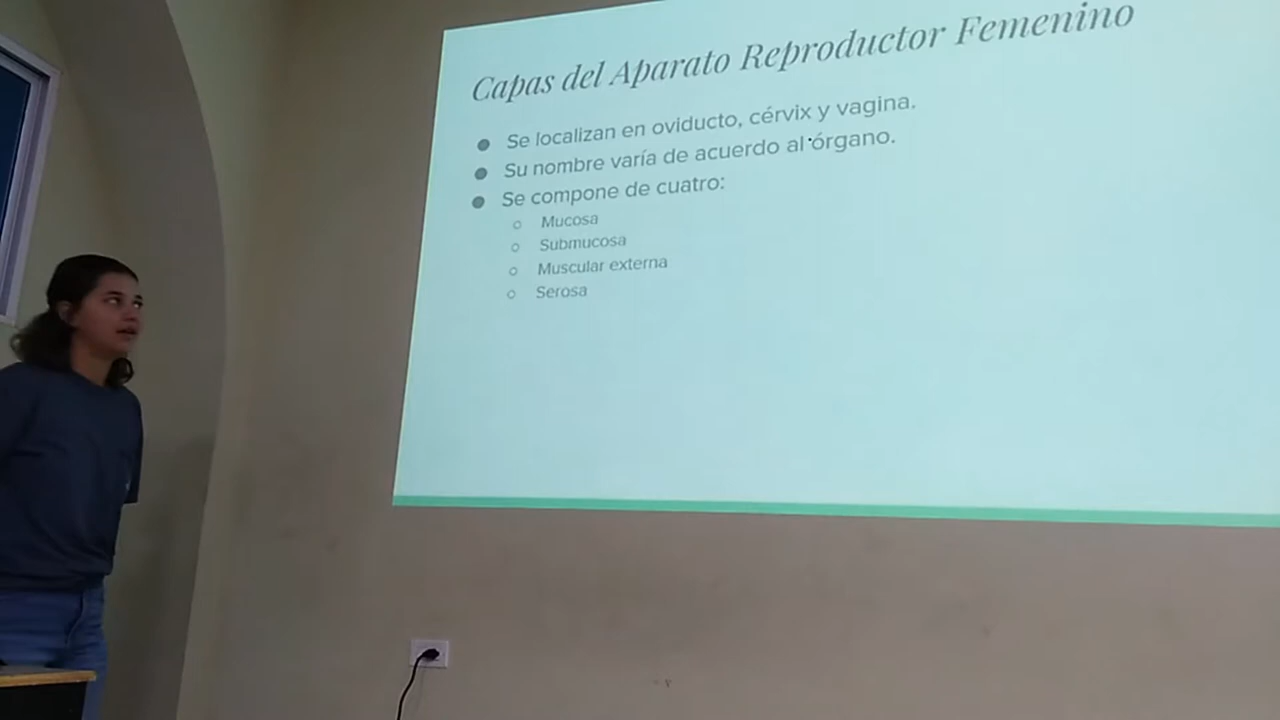 Capas del Aparato Reproductor Femenino
Se localizan en oviducto, cérvix y vagina.
Su nombre varía de acuerdo al órgano.
Se compone de cuatro:
Mucosa
Submucosa
Muscular externa
Serosa